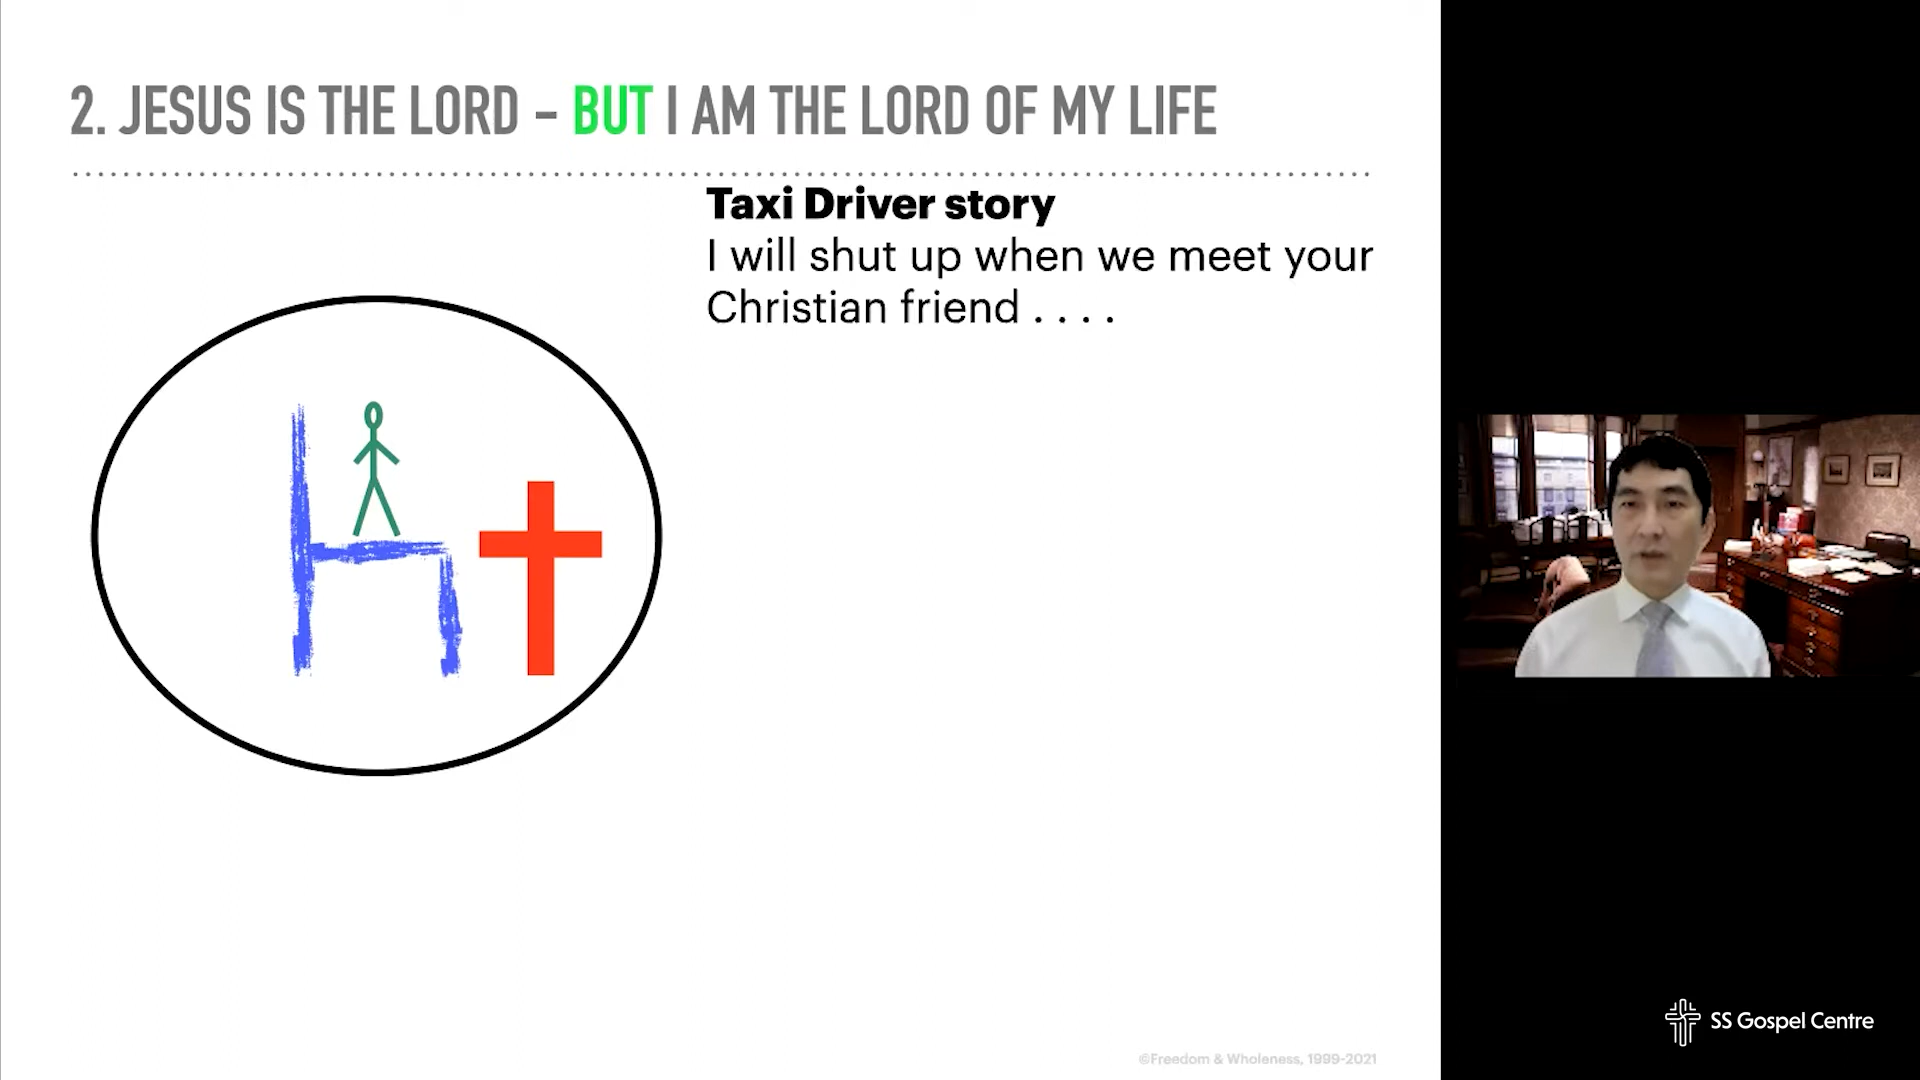 2. JESUS IS THE LORD – BUT I AM THE LORD OF MY LIFE
Taxi Driver story
I will shut up when we meet your
Christian friend . . . .
SS Gospel Centre
©Freedom & Wholeness, 1999-2021